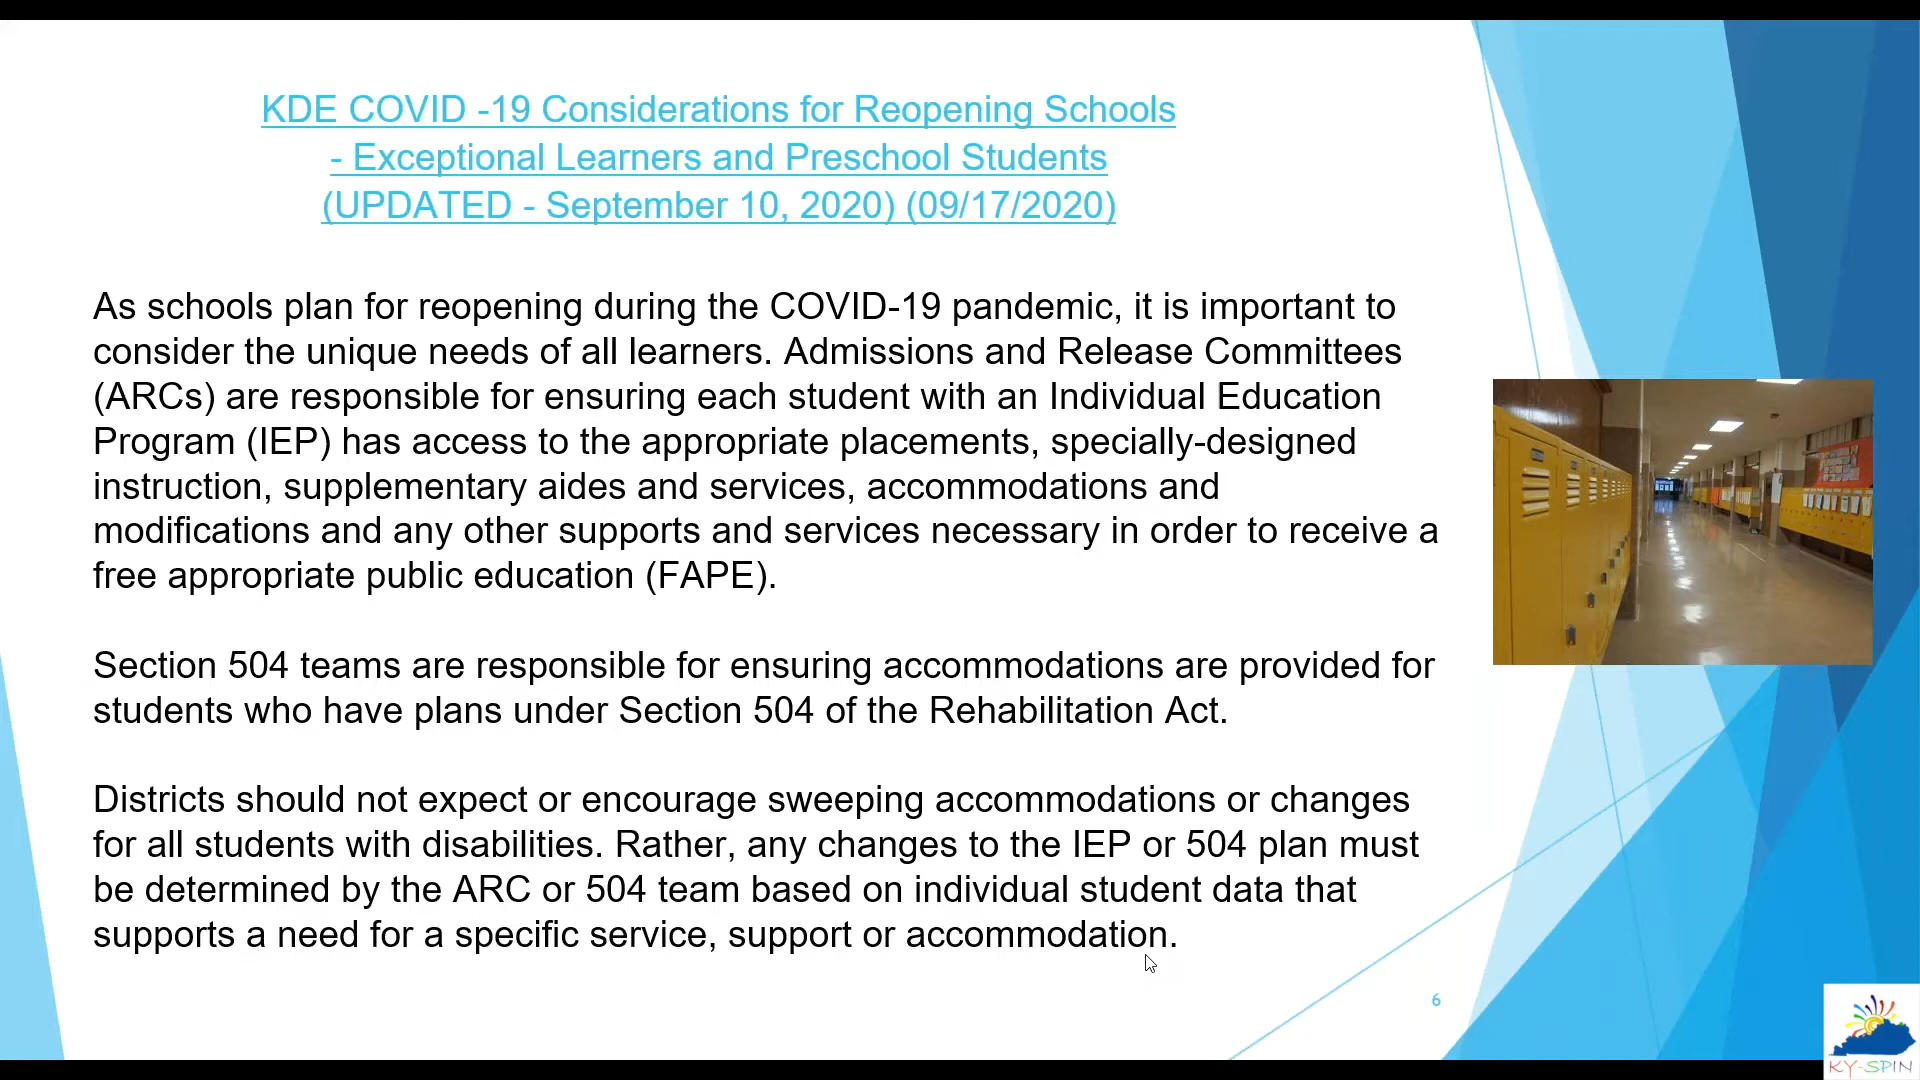 KDE COVID -19 Considerations for Reopening Schools
- Exceptional Learners and Preschool Students
(UPDATED - September 10, 2020) (09/17/2020)
As schools plan for reopening during the COVID-19 pandemic, it is important to
consider the unique needs of all learners. Admissions and Release Committees
(ARCs) are responsible for ensuring each student with an Individual Education
Program (IEP) has access to the appropriate placements, specially-designed
instruction, supplementary aides and services, accommodations and
modifications and any other supports and services necessary in order to receive a
free appropriate public education (FAPE).
Section 504 teams are responsible for ensuring accommodations are provided for
students who have plans under Section 504 of the Rehabilitation Act.
Districts should not expect or encourage sweeping accommodations or changes
for all students with disabilities. Rather, any changes to the IEP or 504 plan must
be determined by the ARC or 504 team based on individual student data that
supports a need for a specific service, support or accommodation.
6
KY-SPIN